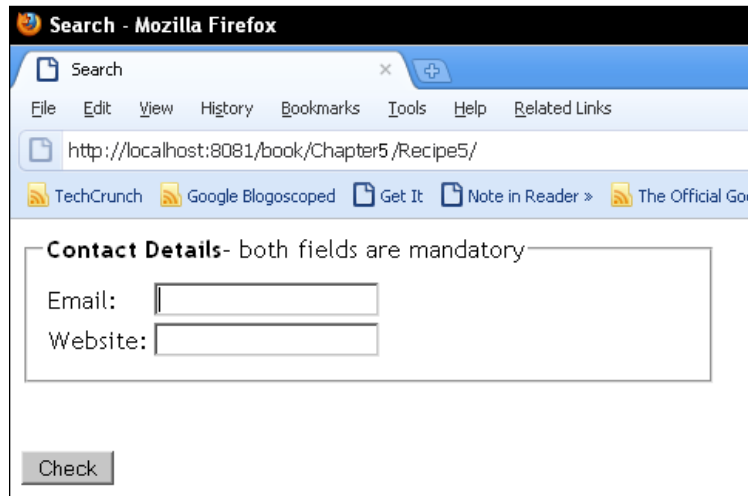 Search - Mozilla Firefox
Search
File Edit View History Bookmarks Tools Help Related Links
http://localhost:8081/book/Chapter5/Recipe5/
TechCrunch Google Blogoscoped Get It Note in Reader » The Official Goo
Contact Details- both fields are mandatory
Email:
Website:
Check